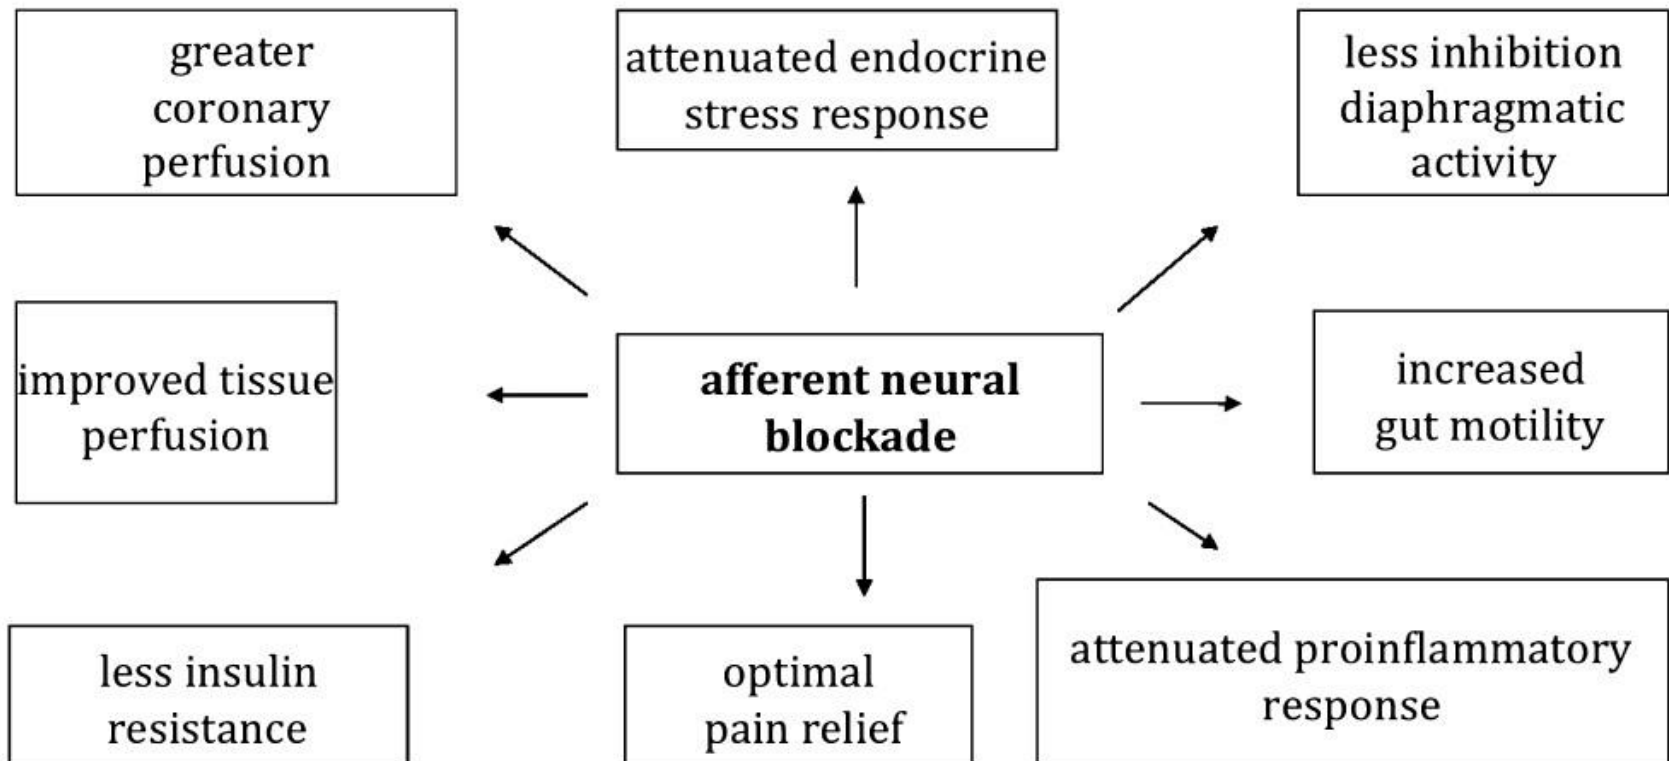 greater
coronary
perfusion
attenuated endocrine
stress response
less inhibition
diaphragmatic
activity
improved tissue
perfusion
afferent neural
blockade
increased
gut motility
less insulin
resistance
optimal
pain relief
attenuated proinflammatory
response